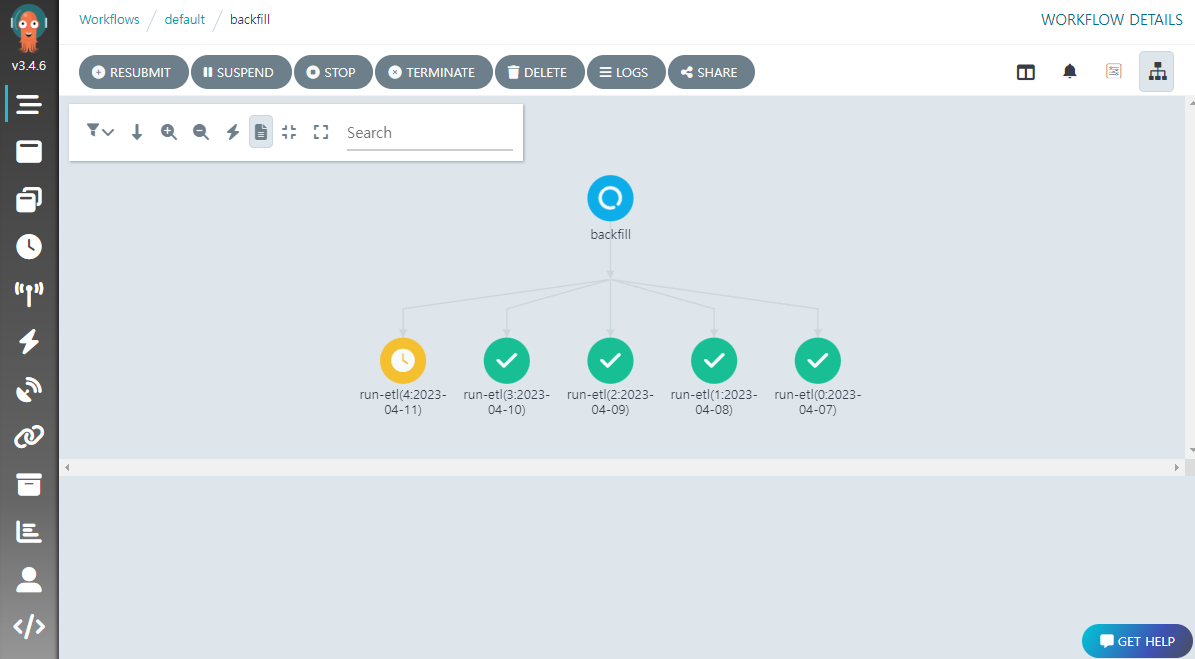 Workflows / default / backfill
WORKFLOW DETAILS
v3.4.6
RESUBMIT SUSPEND STOP TERMINATE DELETE LOGS SHARE
Search
backfill
run-etl(4:2023-
04-11)
run-etl(3:2023-
04-10)
run-etl(2:2023-
04-09)
run-etl(1:2023-
04-08)
run-etl(0:2023-
04-07)
GET HELP